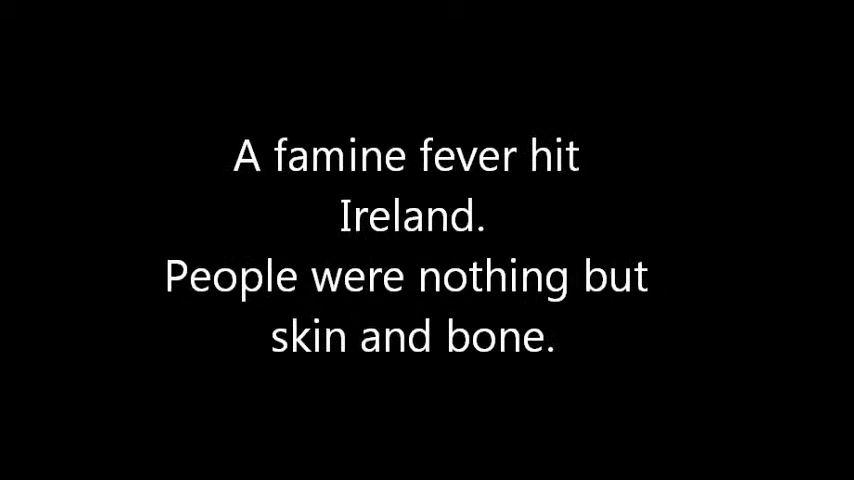 A famine fever hit
Ireland.
People were nothing but
skin and bone.